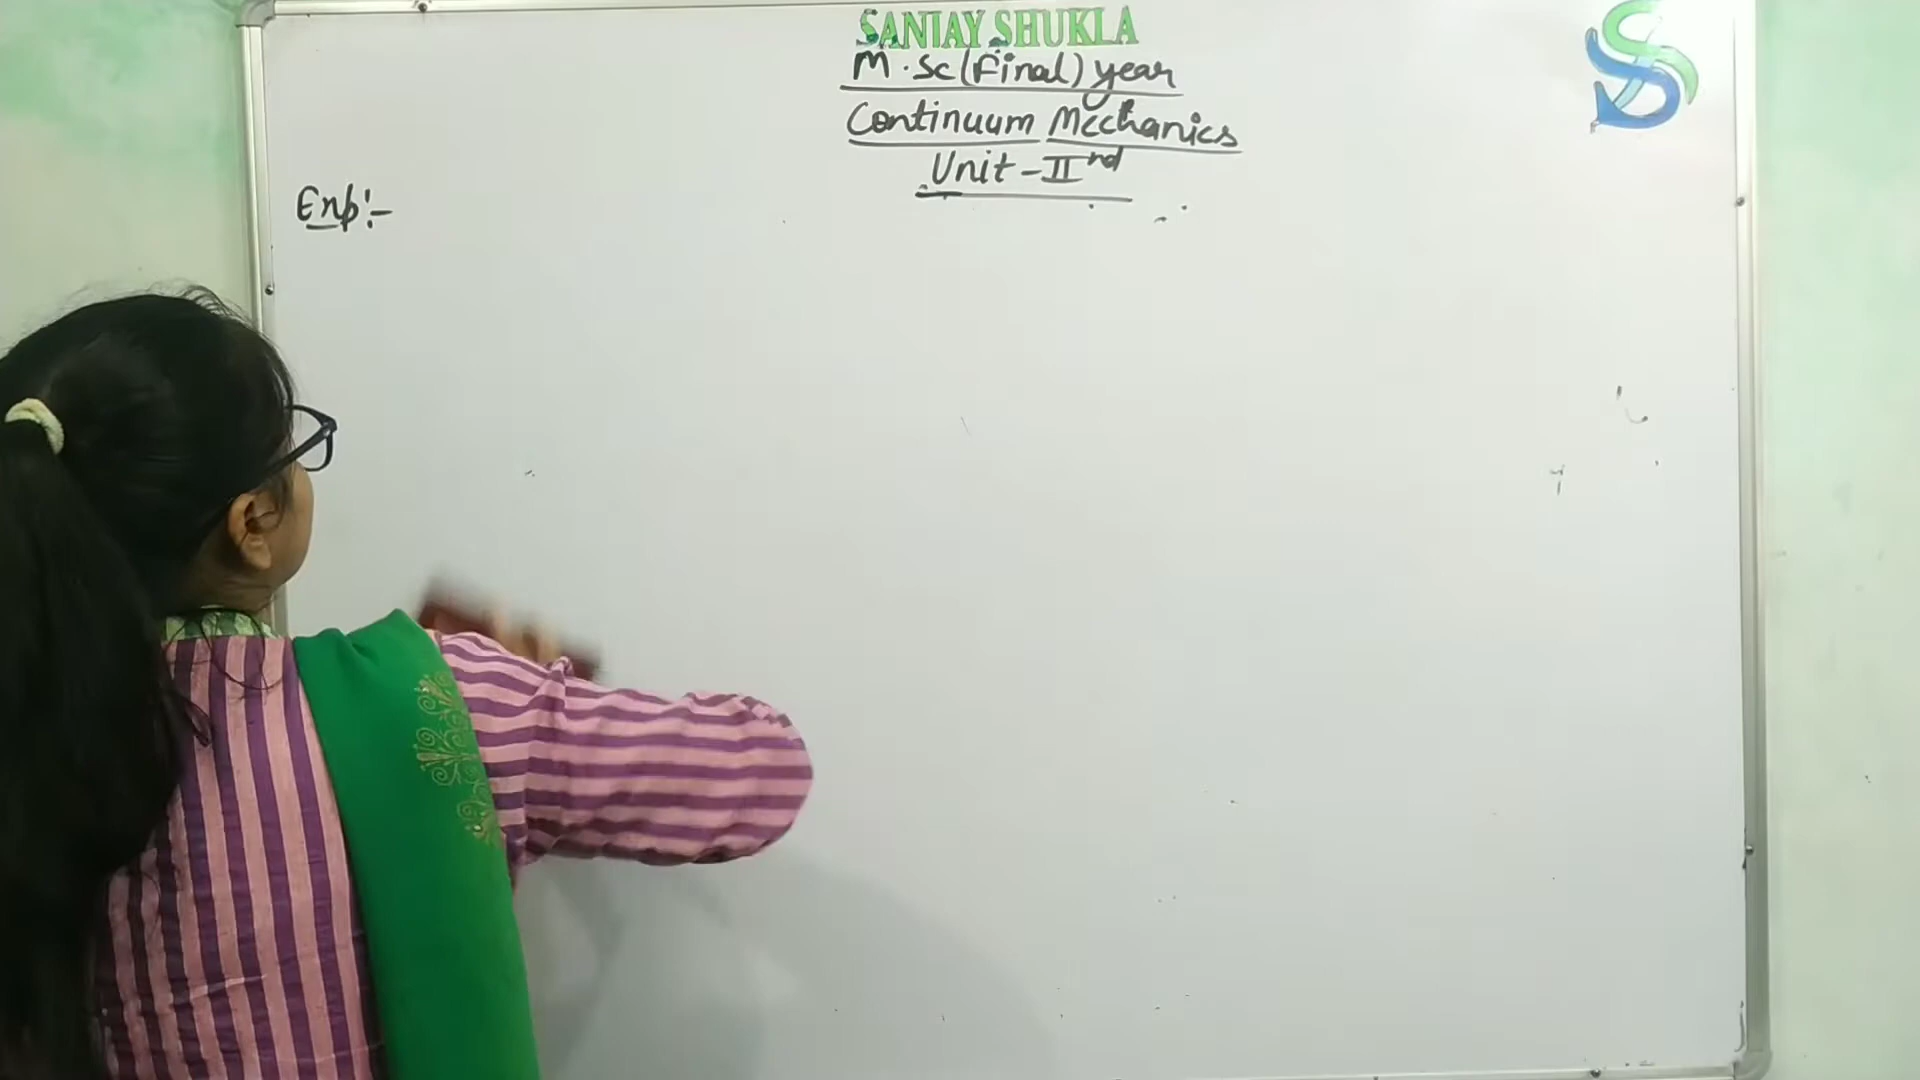 SANJAY SHUKLA
M.Sc (Final) year
Continuum Mechanics
Unit-IInd
Exp:-